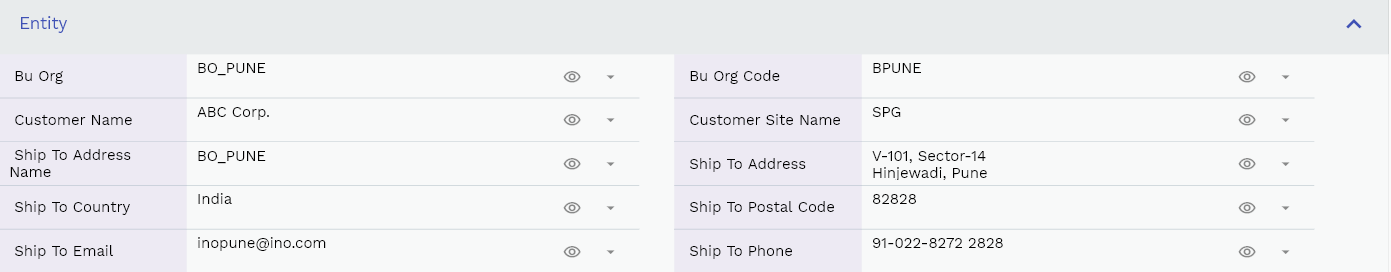 Entity
Bu Org
BO_PUNE
Bu Org Code
BPUNE
Customer Name
ABC Corp.
Customer Site Name
SPG
Ship To Address
Name
BO_PUNE
Ship To Address
V-101, Sector-14
Hinjewadi, Pune
Ship To Country
India
Ship To Postal Code
82828
Ship To Email
inopune@ino.com
Ship To Phone
91-022-8272 2828